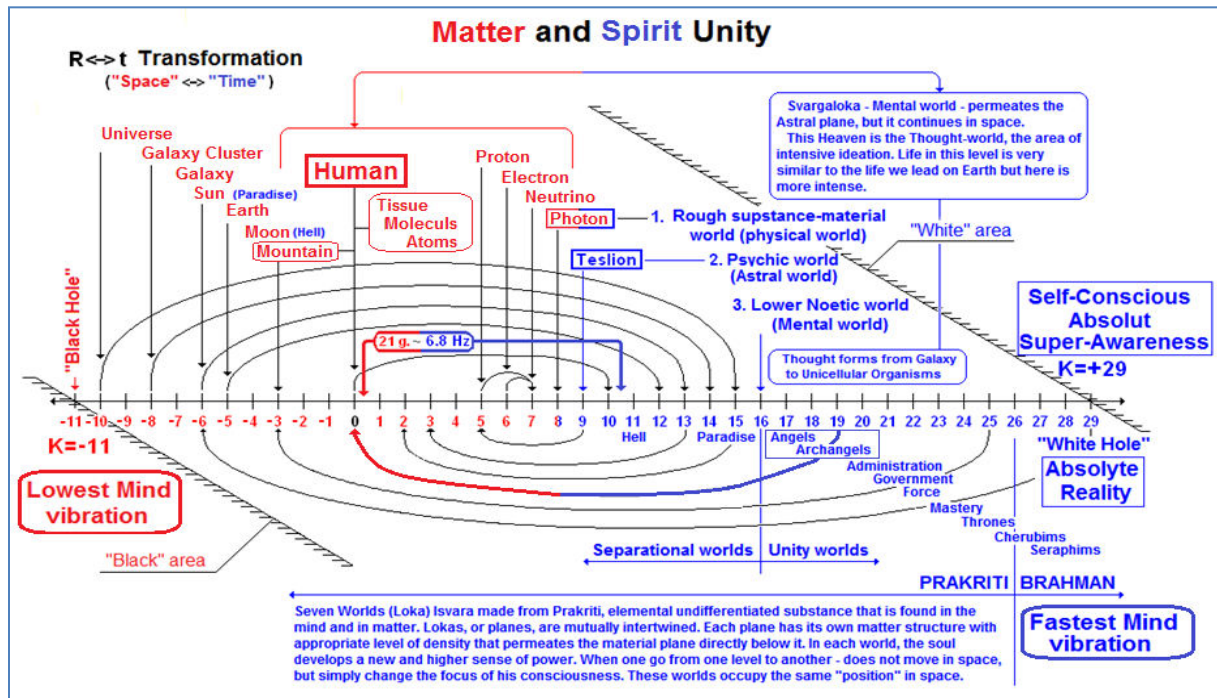 Matter and Spirit Unity
R<->t Transformation
("Space" <-> "Time" )
Universe
Galaxy Cluster
Galaxy
Sun (Paradise)
Earth
Moon (Hell)
Mountain
Human
Tissue
Moleculs
Atoms
Proton
Electron
Neutrino
Photon
Teslion
1. Rough supstance-material
world (physical world)
2. Psychic world
(Astral world)
3. Lower Noetic world
(Mental world)
Svargaloka - Mental world - permeates the
Astral plane, but it continues in space.
This Heaven is the Thought-world, the area of
intensive ideation. Life in this level is very
similar to the life we lead on Earth but here is
more intense.
"White" area
Thought forms from Galaxy
to Unicellular Organisms
Self-Conscious
Absolut
Super-Awareness
K=+29
"Black Hole"
21 g. ~ 6.8 Hz
-11 -10 -9 -8 -7 -6 -5 -4 -3 -2 -1 0 1 2 3 4 5 6 7 8 9 10 11 12 13 14 15 16 17 18 19 20 21 22 23 24 25 26 27 28 29
K=-11
Lowest Mind
vibration
"Black" area
Hell
Paradise
Angels
Archangels
Administration
Government
Force
Mastery
Thrones
Cherubims
Seraphims
"White Hole"
Absolyte
Reality
Separational worlds
Unity worlds
PRAKRITI
BRAHMAN
Seven Worlds (Loka) Isvara made from Prakriti, elemental undifferentiated substance that is found in the
mind and in matter. Lokas, or planes, are mutually intertwined. Each plane has its own matter structure with
appropriate level of density that permeates the material plane directly below it. In each world, the soul
develops a new and higher sense of power. When one go from one level to another - does not move in space,
but simply change the focus of his consciousness. These worlds occupy the same "position" in space.
Fastest Mind
vibration